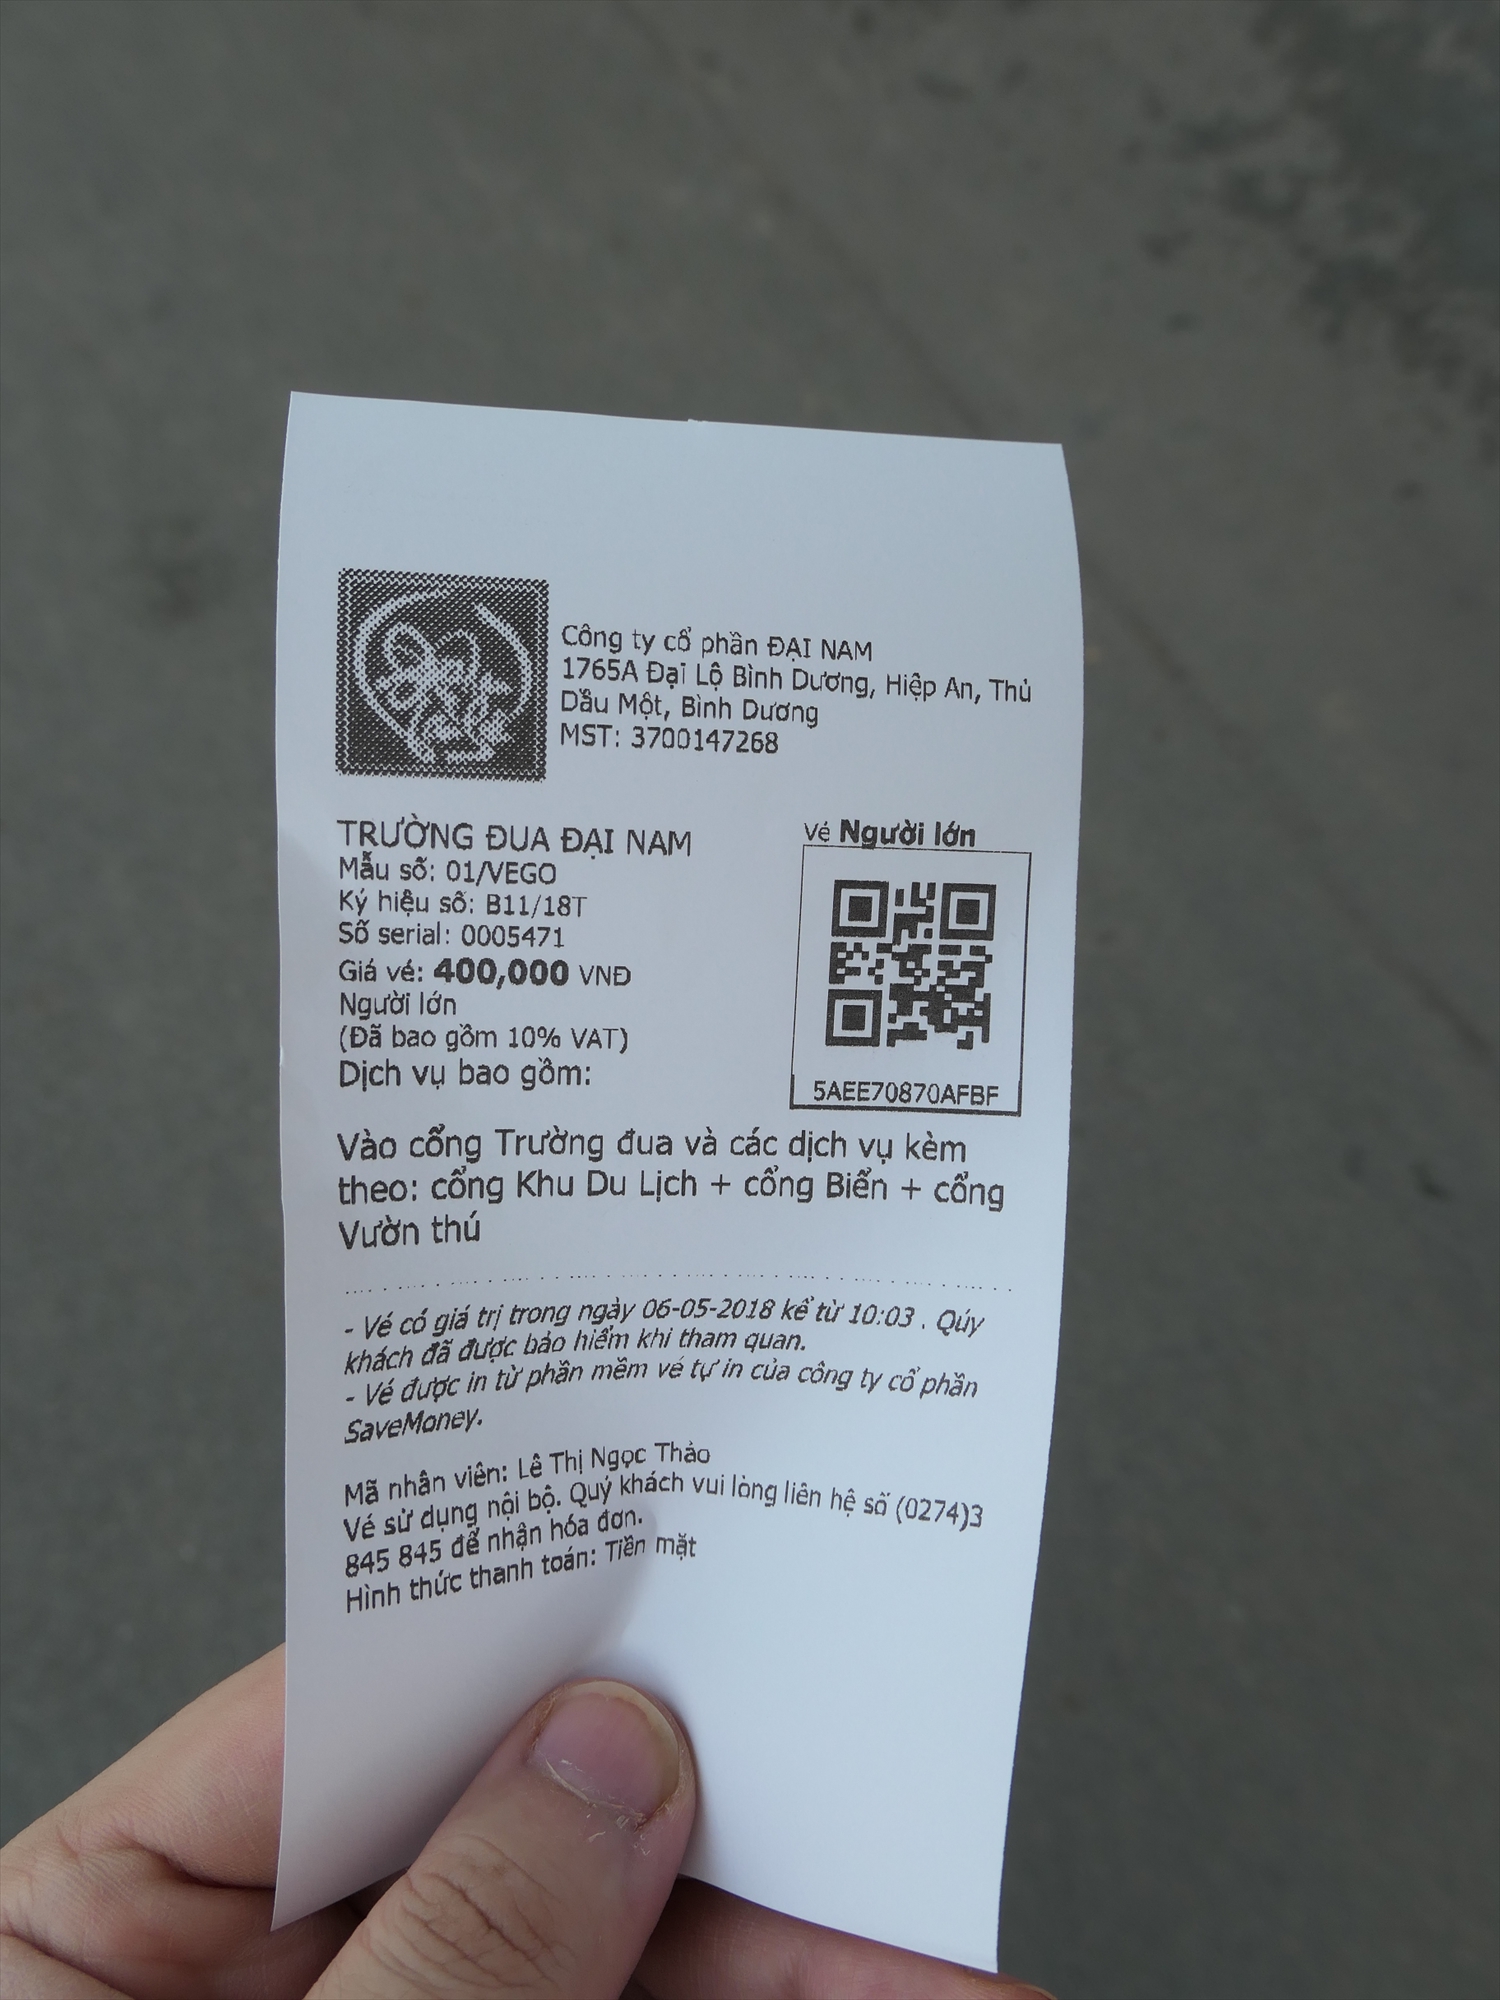 Công ty cổ phần ĐẠI NAM
1765A Đại Lộ Bình Dương, Hiệp An, Thủ
Dầu Một, Bình Dương
MST: 3700147268
TRƯỜNG ĐUA ĐẠI NAM
Mẫu số: 01/VEGO
Ký hiệu số: B11/18T
Số serial: 0005471
Giá vé: 400,000 VNĐ
Người lớn
(Đã bao gồm 10% VAT)
Dịch vụ bao gồm:
Vé Người lớn
5AEE70870AFBF
Vào cổng Trường đua và các dịch vụ kèm
theo: cổng Khu Du Lịch + cổng Biển + cổng
Vườn thú
- Vé có giá trị trong ngày 06-05-2018 kể từ 10:03 . Qúy
khách đã được bảo hiểm khi tham quan.
- Vé được in từ phần mềm vé tự in của công ty cổ phần
SaveMoney.
Mã nhân viên: Lê Thị Ngọc Thảo
Vé sử dụng nội bộ. Quý khách vui lòng liên hệ số (0274)3
845 845 để nhận hóa đơn.
Hình thức thanh toán: Tiền mặt